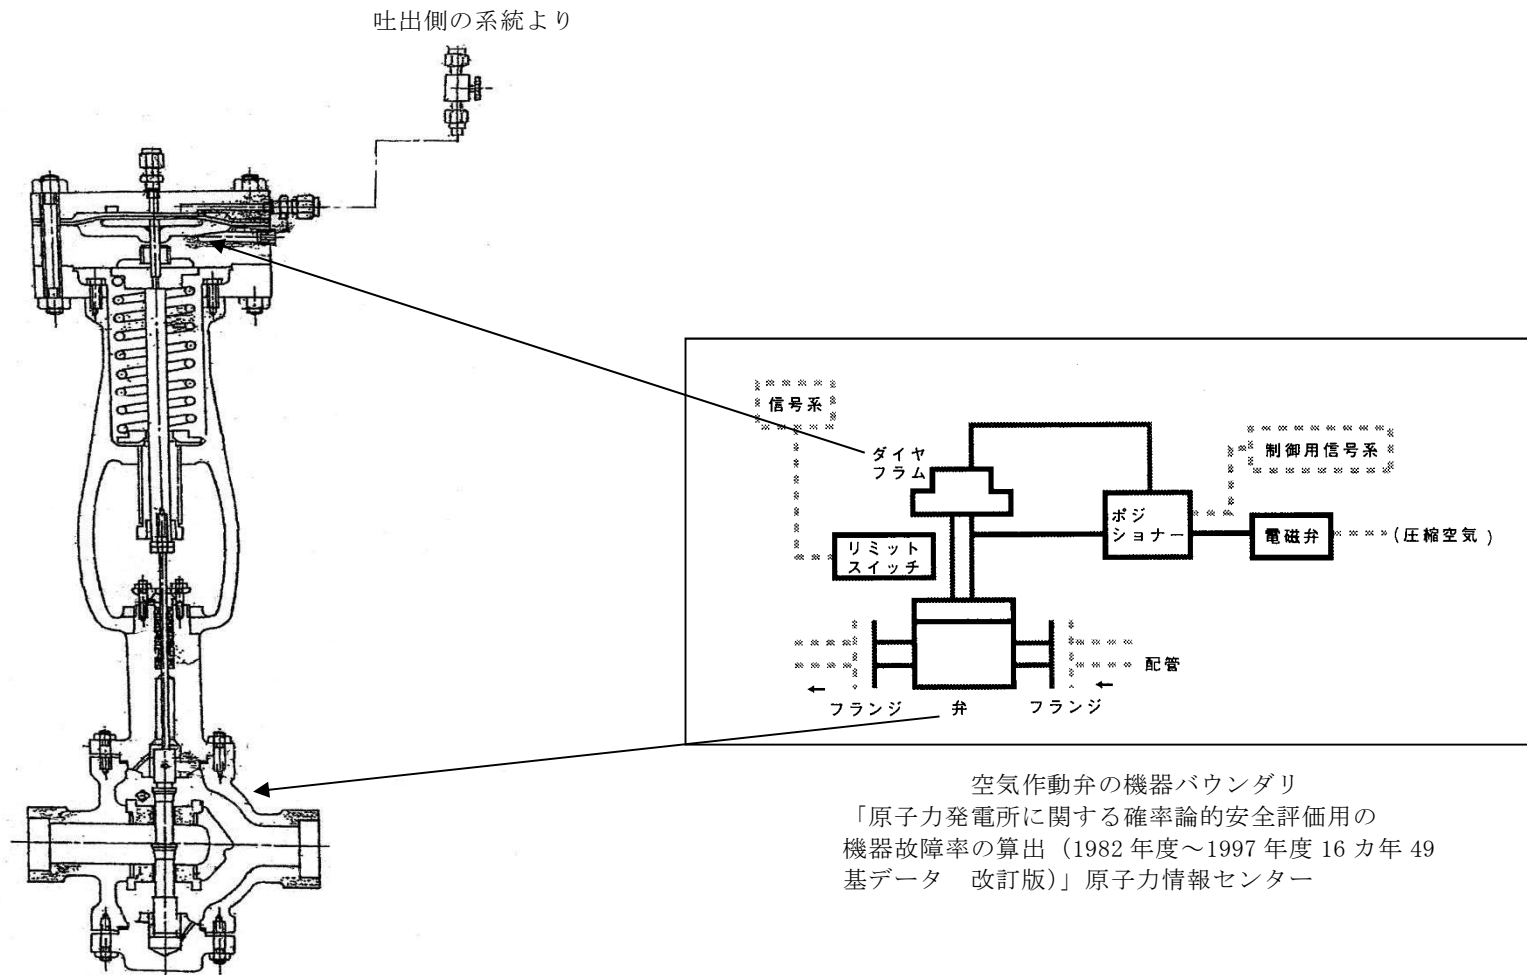 吐出側の系統より
信号系
ダイヤ
フラム
制御用信号系
ポジ
ショナー
電磁弁
(圧縮空気)
リミット
スイッチ
配管
フランジ
弁
フランジ
空気作動弁の機器バウンダリ
「原子力発電所に関する確率論的安全評価用の
機器故障率の算出（1982 年度～1997 年度 16 カ年 49
基データ　改訂版）」原子力情報センター